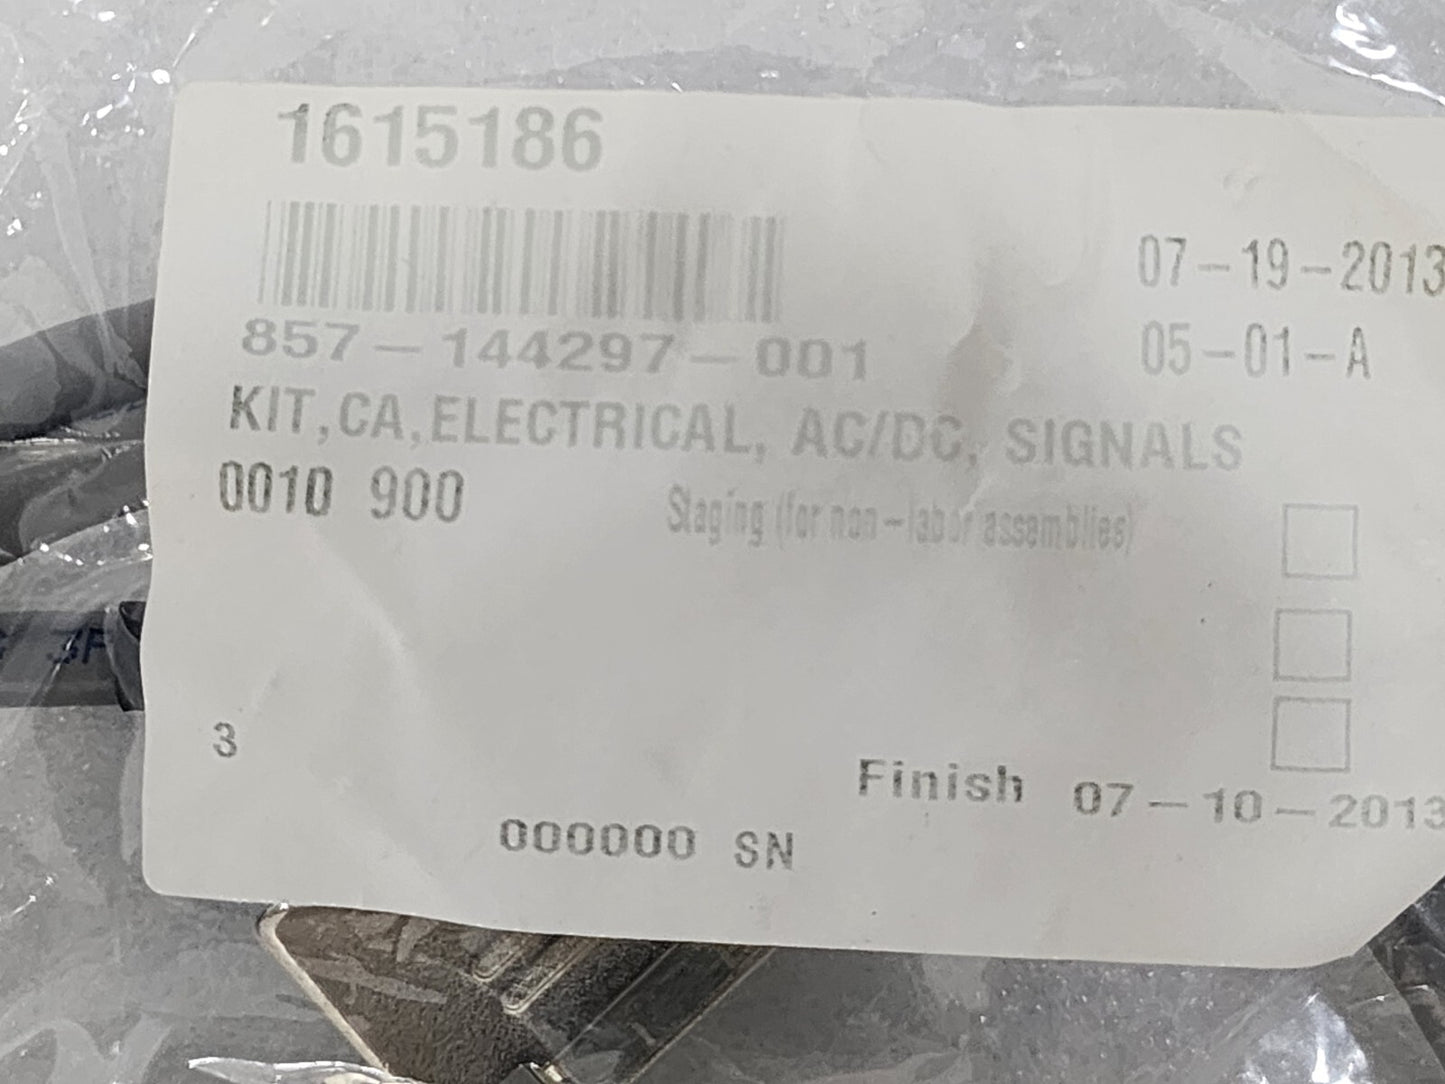 1615186
07-19-2013
857-144297-001
05-01-A
KIT,CA,ELECTRICAL, AC/DC, SIGNALS
0010 900
Staging (for non-labor assemblies)
3
Finish 07-10-2013
000000 SN